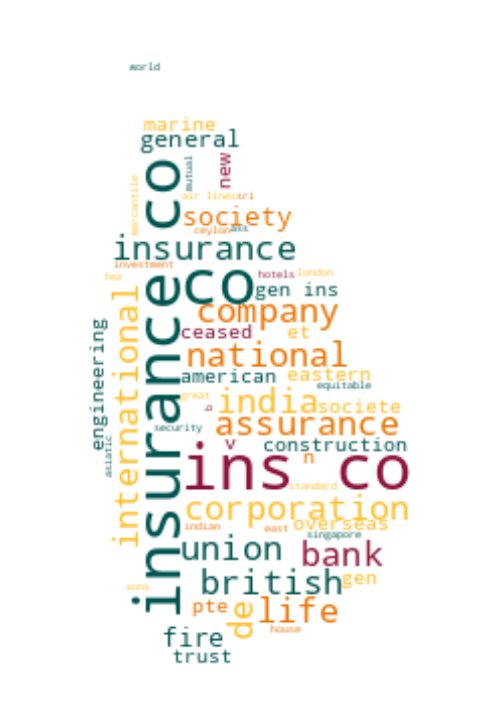 world
marine
general
mutual
new
mercantile
air lines
sri
society
ceylon
ass
insurance
investment
tea
hotels
london
co
gen ins
insurance co
international
company
engineering
ceased
et
national
american
eastern
equitable
great
india
societe
b
assurance
security
v
construction
asiatic
ins co
n
standard
corporation
indian
east
overseas
singapore
union
bank
british
gen
sons
pte
de
life
house
fire
trust